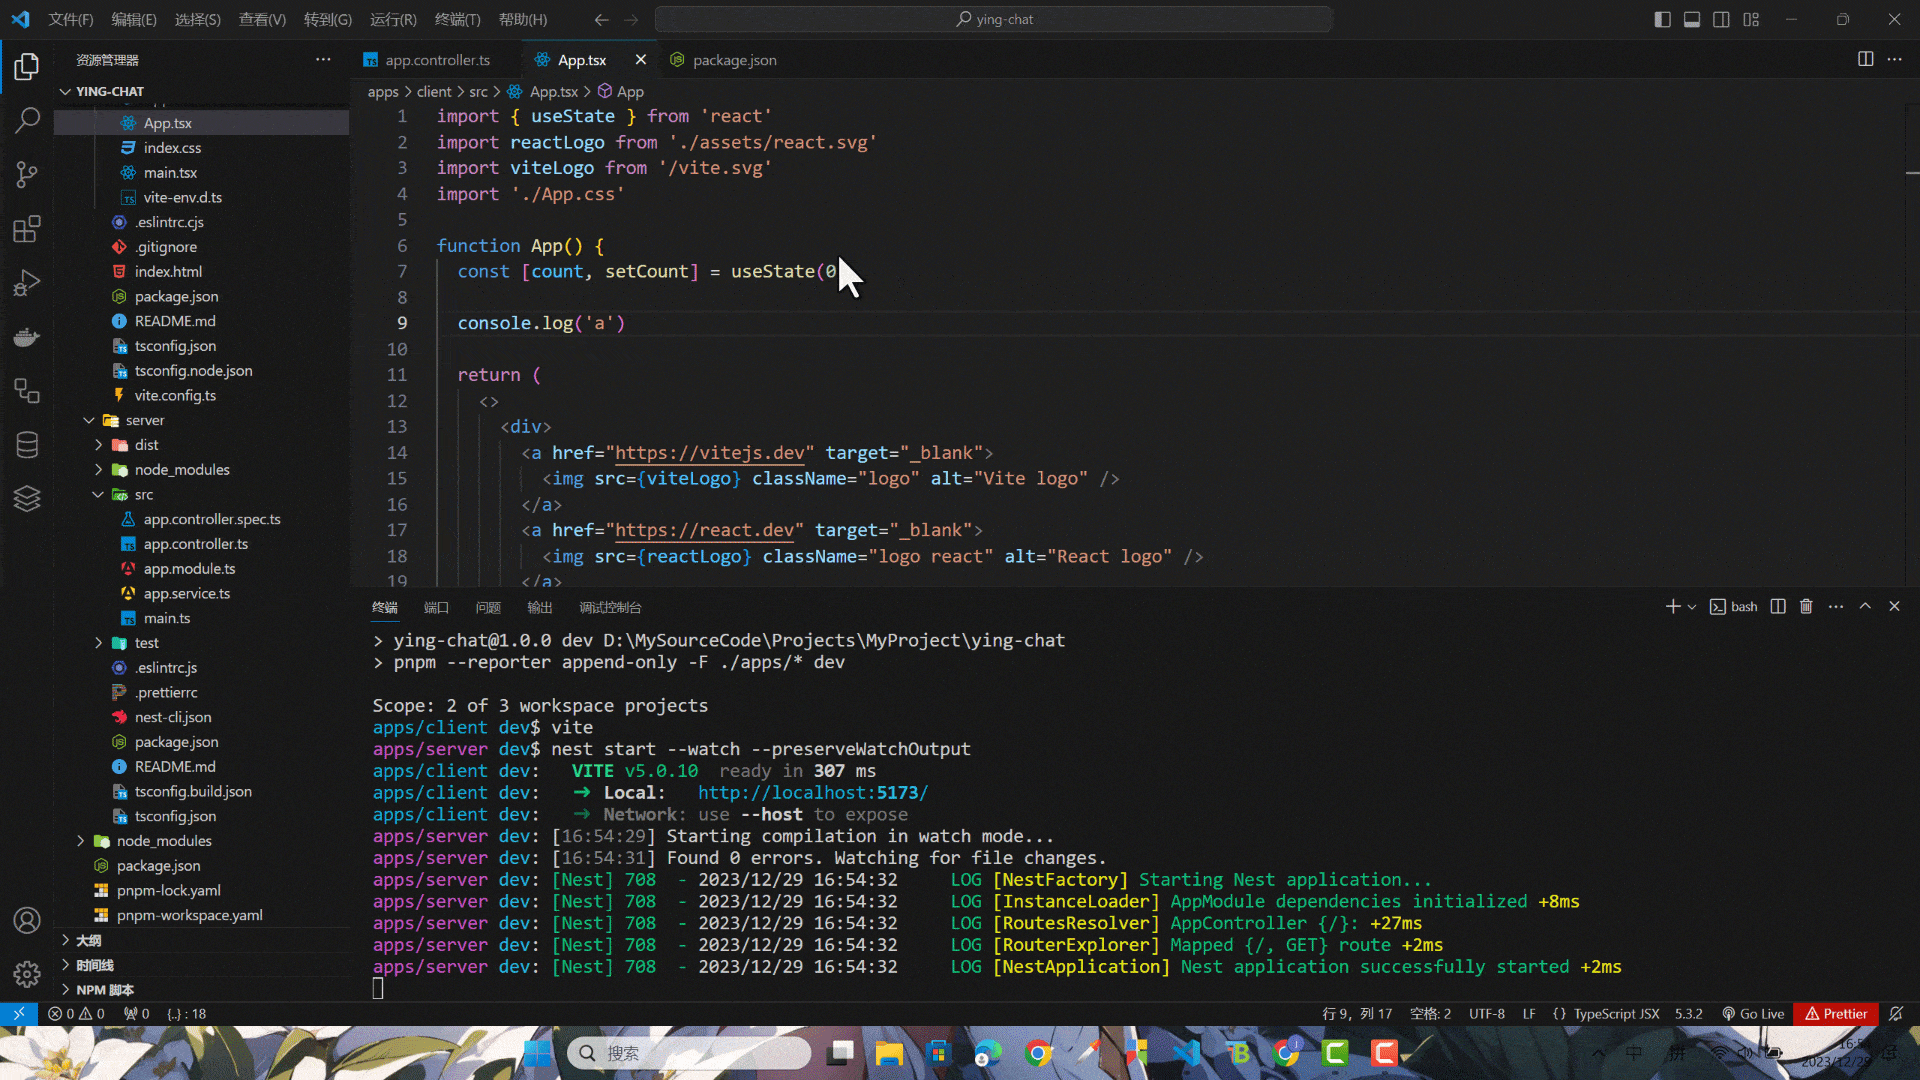 文件(F) 编辑(E) 选择(S) 查看(V) 转到(G) 运行(R) 终端(T) 帮助(H) ying-chat
资源管理器
YING-CHAT
App.tsx
index.css
main.tsx
vite-env.d.ts
.eslintrc.cjs
.gitignore
index.html
package.json
README.md
tsconfig.json
tsconfig.node.json
vite.config.ts
server
dist
node_modules
src
app.controller.spec.ts
app.controller.ts
app.module.ts
app.service.ts
main.ts
test
.eslintrc.js
.prettierrc
nest-cli.json
package.json
README.md
tsconfig.build.json
tsconfig.json
node_modules
package.json
pnpm-lock.yaml
pnpm-workspace.yaml
大纲
时间线
NPM 脚本
app.controller.ts App.tsx package.json
apps > client > src > App.tsx > App
1 import { useState } from 'react'
2 import reactLogo from './assets/react.svg'
3 import viteLogo from '/vite.svg'
4 import './App.css'
5
6 function App() {
7 const [count, setCount] = useState(0
8
9 console.log('a')
10
11 return (
12 <>
13 <div>
14 <a href="https://vitejs.dev" target="_blank">
15 <img src={viteLogo} className="logo" alt="Vite logo" />
16 </a>
17 <a href="https://react.dev" target="_blank">
18 <img src={reactLogo} className="logo react" alt="React logo" />
19 </a>
终端 端口 问题 输出 调试控制台 bash
> ying-chat@1.0.0 dev D:\MySourceCode\Projects\MyProject\ying-chat
> pnpm --reporter append-only -F ./apps/* dev
Scope: 2 of 3 workspace projects
apps/client dev$ vite
apps/server dev$ nest start --watch --preserveWatchOutput
apps/client dev: VITE v5.0.10 ready in 307 ms
apps/client dev: ➜ Local: http://localhost:5173/
apps/client dev: ➜ Network: use --host to expose
apps/server dev: [16:54:29] Starting compilation in watch mode...
apps/server dev: [16:54:31] Found 0 errors. Watching for file changes.
apps/server dev: [Nest] 708 - 2023/12/29 16:54:32 LOG [NestFactory] Starting Nest application...
apps/server dev: [Nest] 708 - 2023/12/29 16:54:32 LOG [InstanceLoader] AppModule dependencies initialized +8ms
apps/server dev: [Nest] 708 - 2023/12/29 16:54:32 LOG [RoutesResolver] AppController {/}: +27ms
apps/server dev: [Nest] 708 - 2023/12/29 16:54:32 LOG [RouterExplorer] Mapped {/, GET} route +2ms
apps/server dev: [Nest] 708 - 2023/12/29 16:54:32 LOG [NestApplication] Nest application successfully started +2ms
0 0 0 {..} : 18 行 9，列 17 空格: 2 UTF-8 LF {} TypeScript JSX 5.3.2 Go Live Prettier
搜索 中 拼
2023/12/29